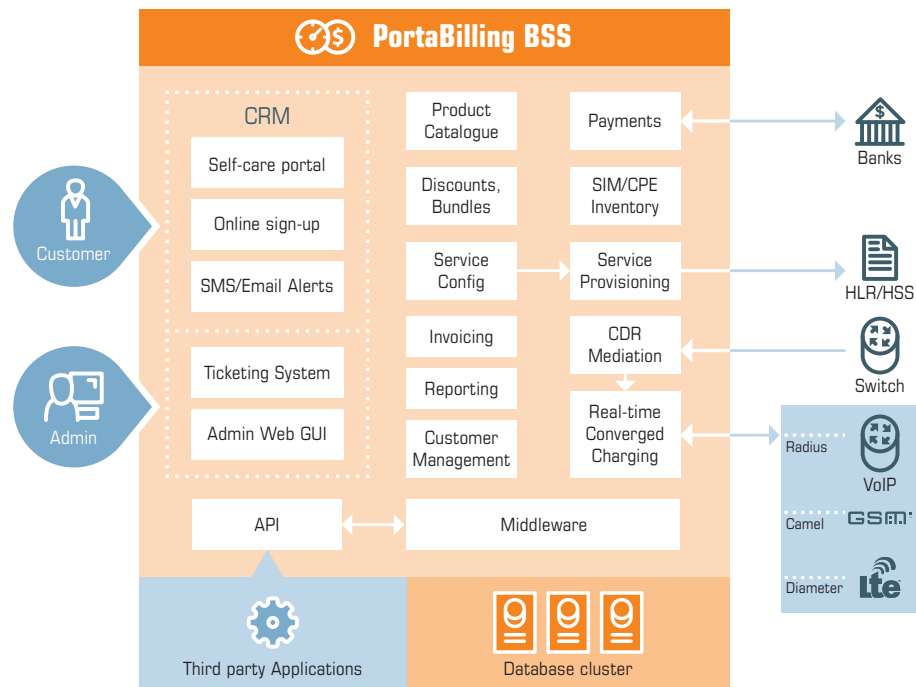 PortaBilling BSS
CRM
Self-care portal
Online sign-up
SMS/Email Alerts
Ticketing System
Admin Web GUI
Customer
Admin
Product
Catalogue
Discounts,
Bundles
Service
Config
Invoicing
Reporting
Customer
Management
Payments
SIM/CPE
Inventory
Service
Provisioning
CDR
Mediation
Real-time
Converged
Charging
API
Middleware
Third party Applications
Database cluster
$
$
Banks
HLR/HSS
Switch
Radius
VoIP
Camel
GSM
Diameter
Lte